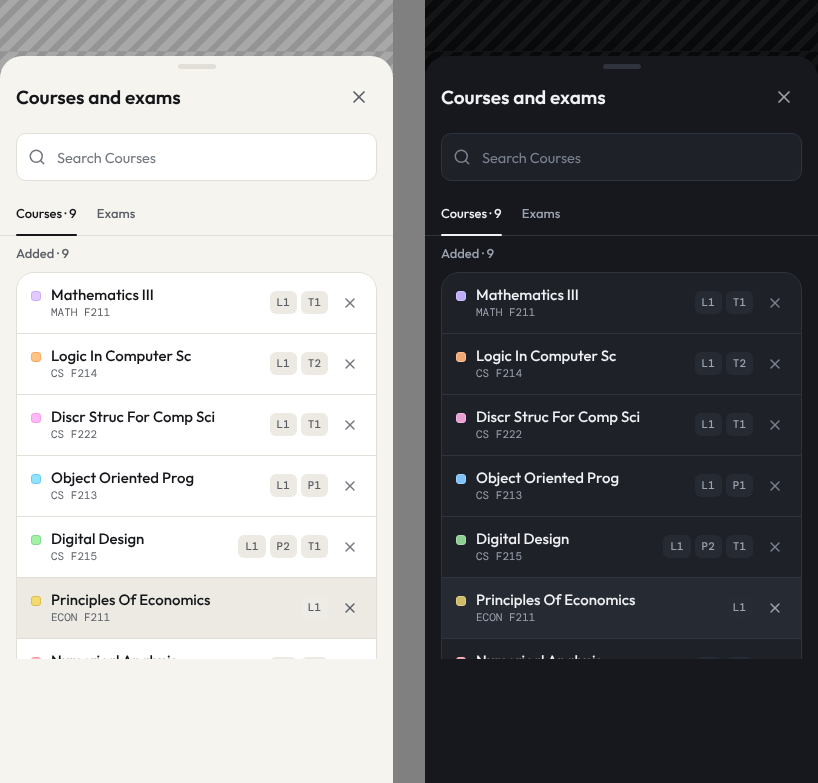 Courses and exams
Search Courses
Courses · 9 Exams
Added · 9
Mathematics III L1 T1
MATH F211
Logic In Computer Sc L1 T2
CS F214
Discr Struc For Comp Sci L1 T1
CS F222
Object Oriented Prog L1 P1
CS F213
Digital Design L1 P2 T1
CS F215
Principles Of Economics L1
ECON F211
Courses and exams
Search Courses
Courses · 9 Exams
Added · 9
Mathematics III L1 T1
MATH F211
Logic In Computer Sc L1 T2
CS F214
Discr Struc For Comp Sci L1 T1
CS F222
Object Oriented Prog L1 P1
CS F213
Digital Design L1 P2 T1
CS F215
Principles Of Economics L1
ECON F211